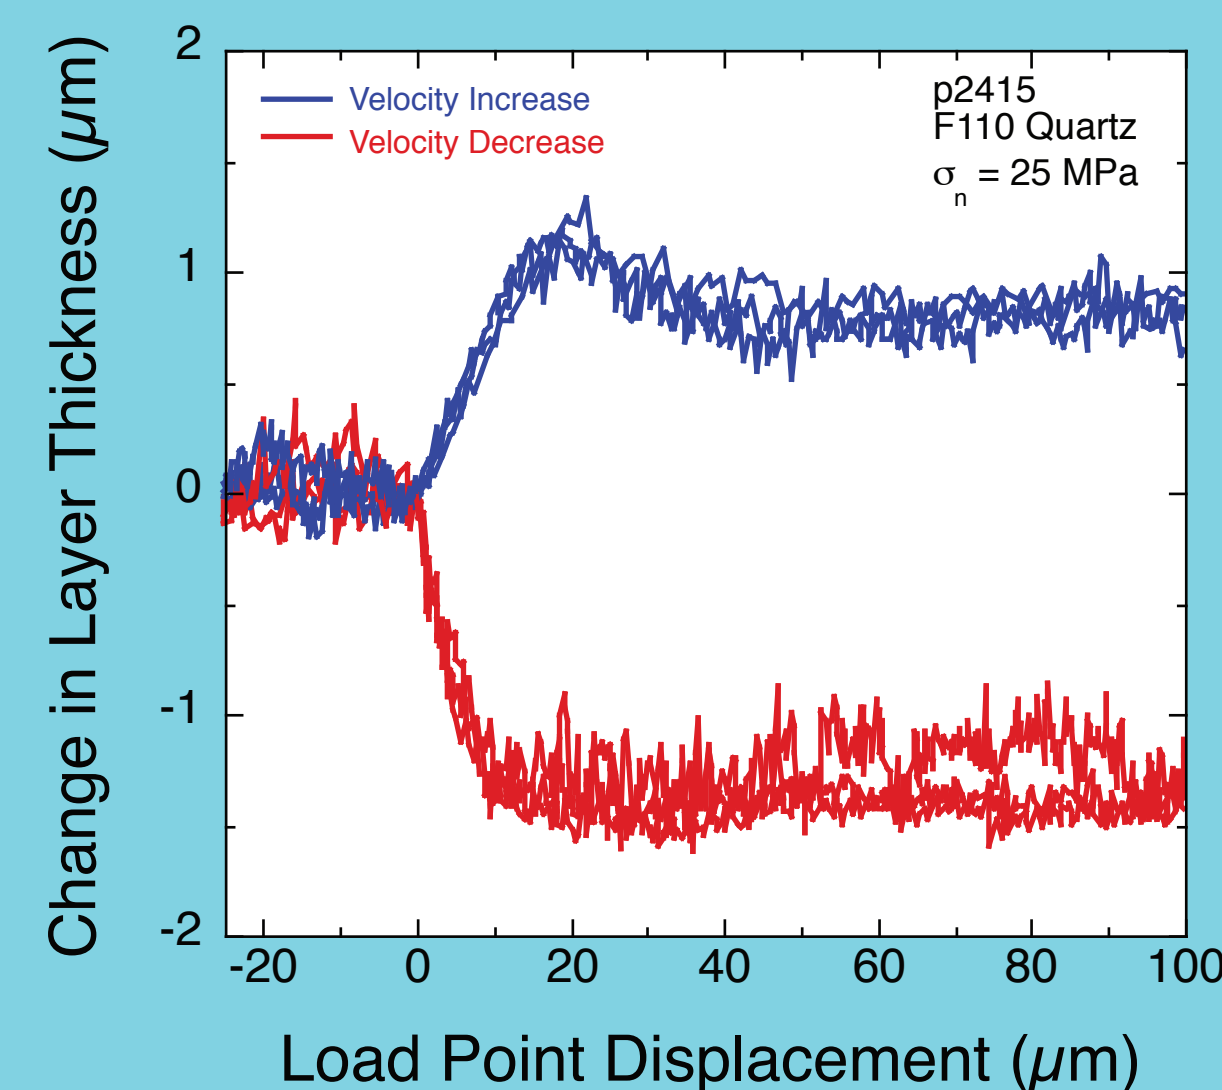 Change in Layer Thickness (μm)
2
1
0
-1
-2
Velocity Increase
Velocity Decrease
p2415
F110 Quartz
σn = 25 MPa
-20 0 20 40 60 80 100
Load Point Displacement (μm)